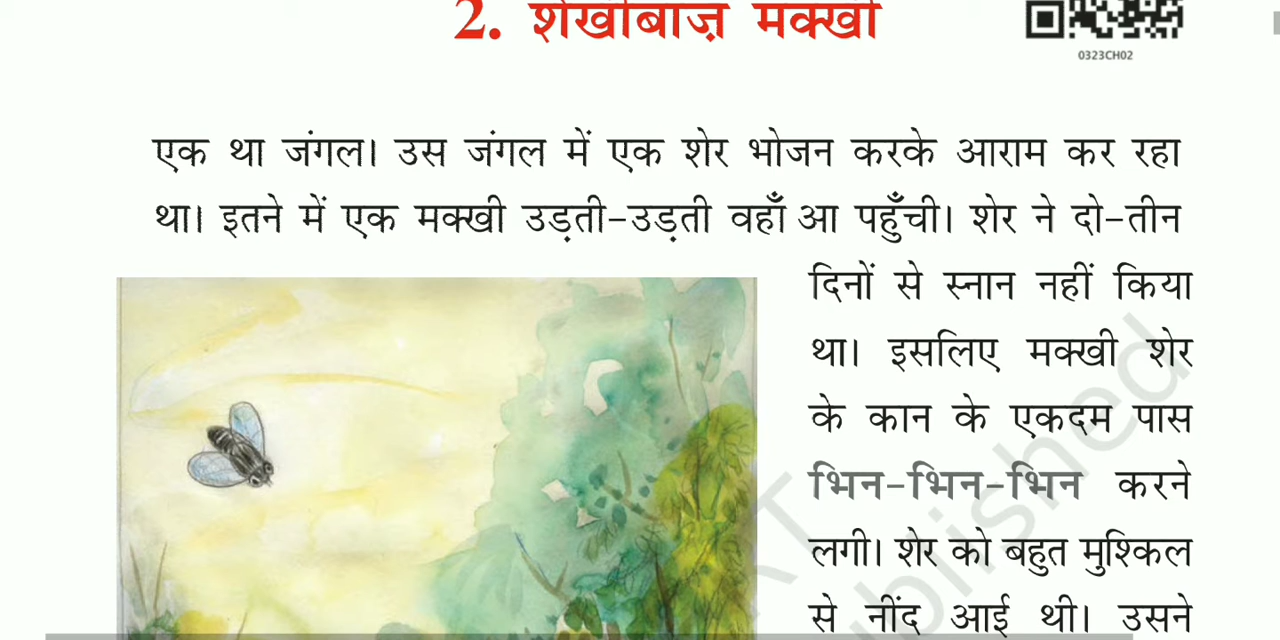 2. शेखीबाज़ मक्खी
0323CH02
एक था जंगल। उस जंगल में एक शेर भोजन करके आराम कर रहा
था। इतने में एक मक्खी उड़ती-उड़ती वहाँ आ पहुँची। शेर ने दो-तीन
दिनों से स्नान नहीं किया
था। इसलिए मक्खी शेर
के कान के एकदम पास
भिन-भिन-भिन करने
लगी। शेर को बहुत मुश्किल
से नींद आई थी। उसने